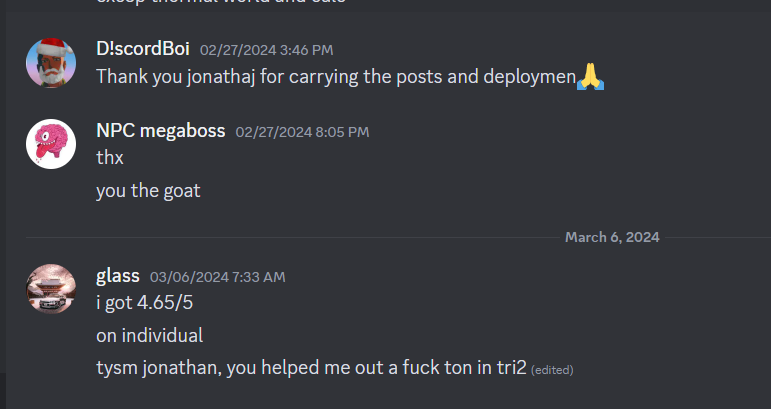 D!scordBoi 02/27/2024 3:46 PM
Thank you jonathaj for carrying the posts and deploymen🙏
NPC megaboss 02/27/2024 8:05 PM
thx
you the goat
March 6, 2024
glass 03/06/2024 7:33 AM
i got 4.65/5
on individual
tysm jonathan, you helped me out a fuck ton in tri2 (edited)